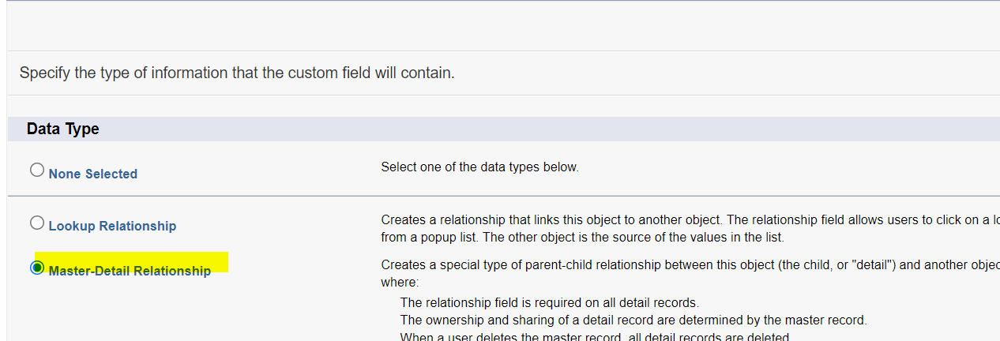 Specify the type of information that the custom field will contain.
Data Type
None Selected
Select one of the data types below.
Lookup Relationship
Creates a relationship that links this object to another object. The relationship field allows users to click on a
from a popup list. The other object is the source of the values in the list.
Master-Detail Relationship
Creates a special type of parent-child relationship between this object (the child, or "detail") and another
where:
The relationship field is required on all detail records.
The ownership and sharing of a detail record are determined by the master record.
When a user deletes the master record, all detail records are deleted.